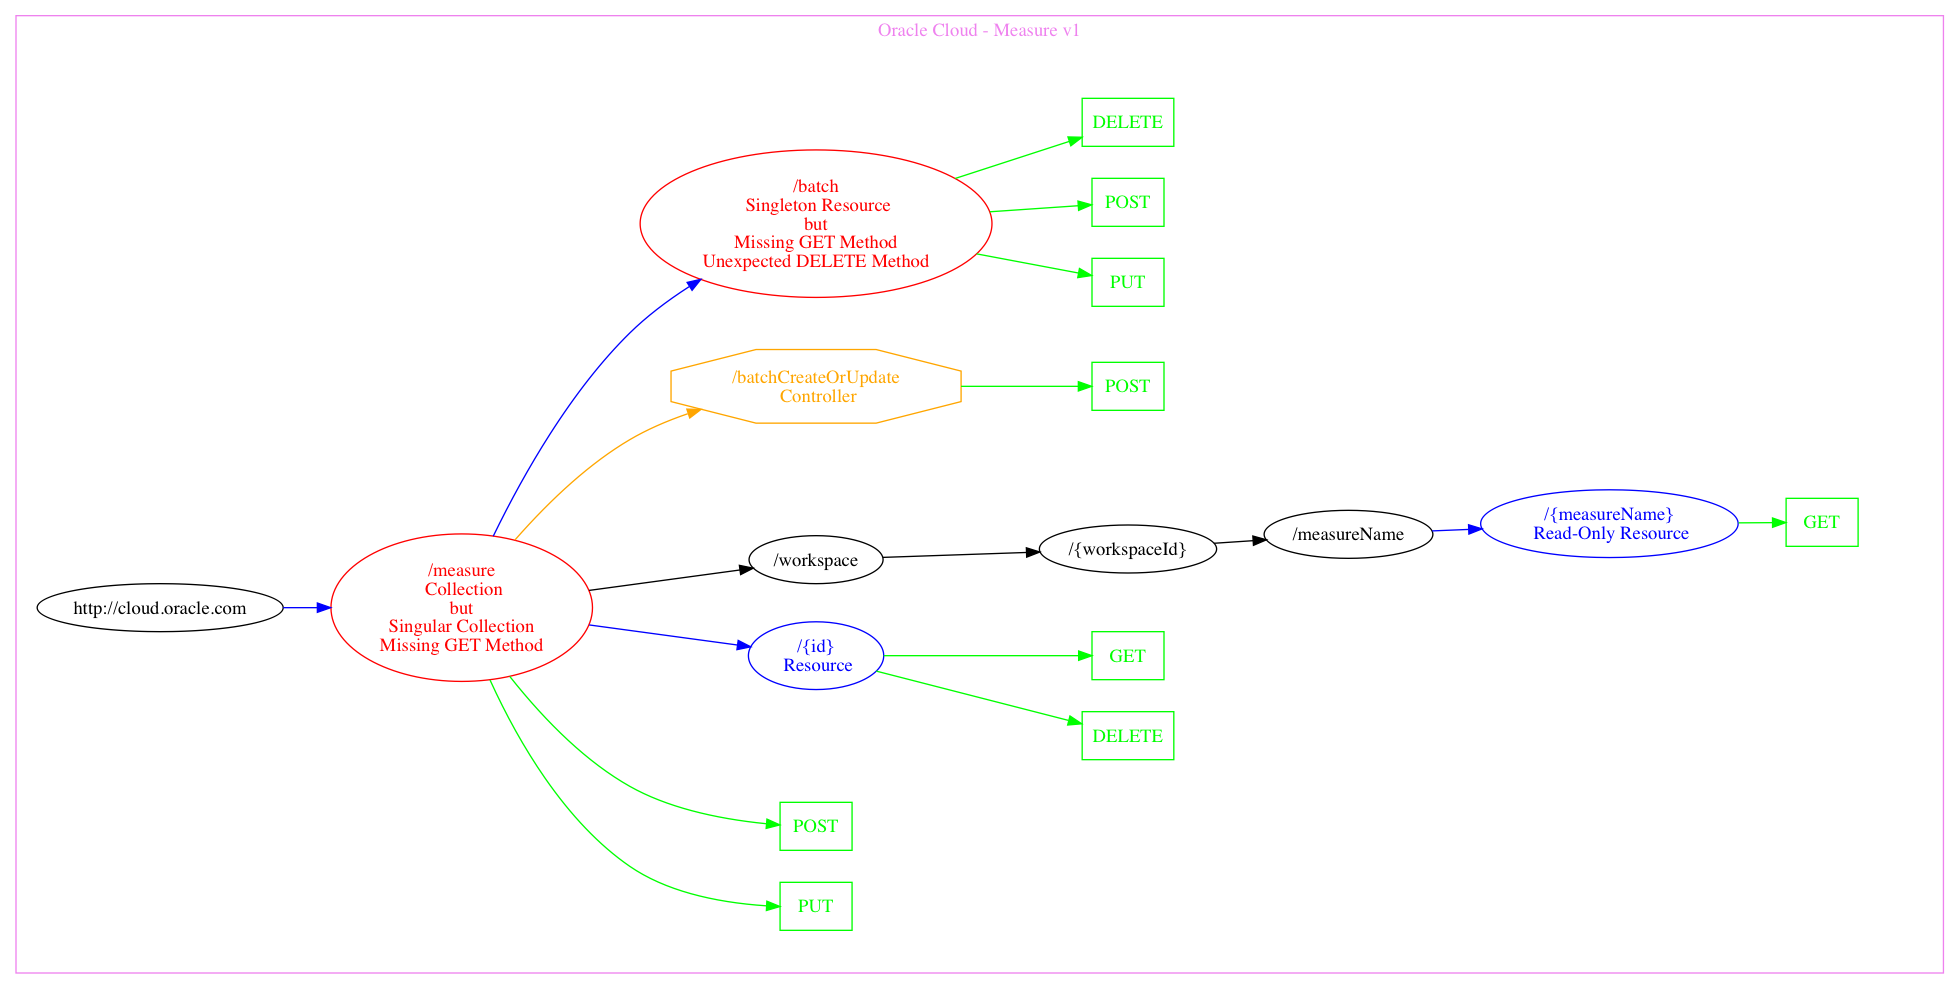 Oracle Cloud - Measure v1
http://cloud.oracle.com
/measure
Collection
but
Singular Collection
Missing GET Method
/batch
Singleton Resource
but
Missing GET Method
Unexpected DELETE Method
DELETE
POST
PUT
/batchCreateOrUpdate
Controller
POST
/workspace
/{workspaceId}
/measureName
/{measureName}
Read-Only Resource
GET
/{id}
Resource
GET
DELETE
POST
PUT